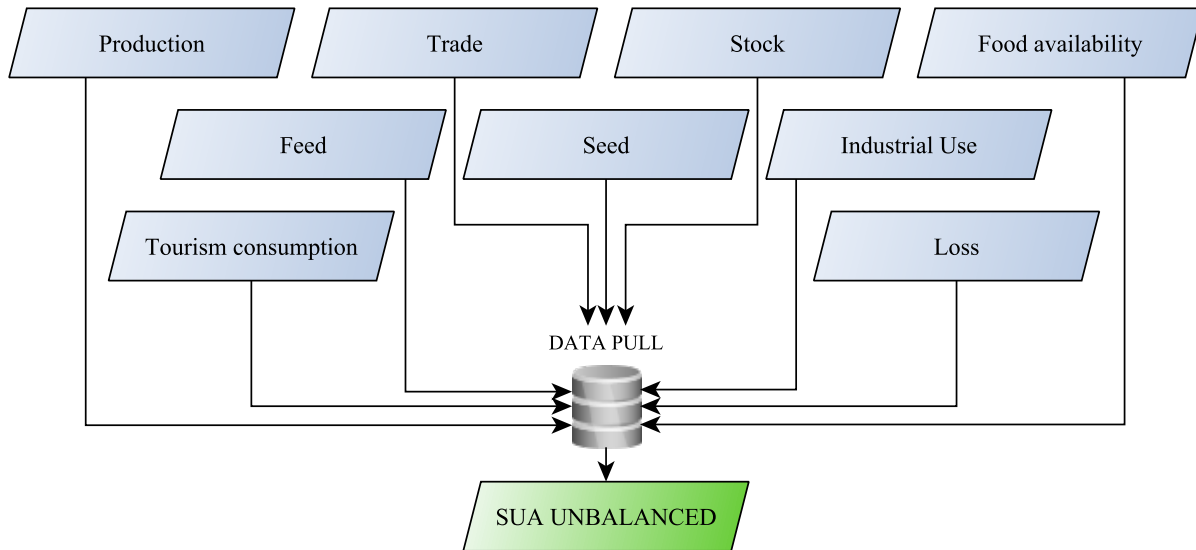 Production
Trade
Stock
Food availability
Feed
Seed
Industrial Use
Tourism consumption
Loss
DATA PULL
SUA UNBALANCED